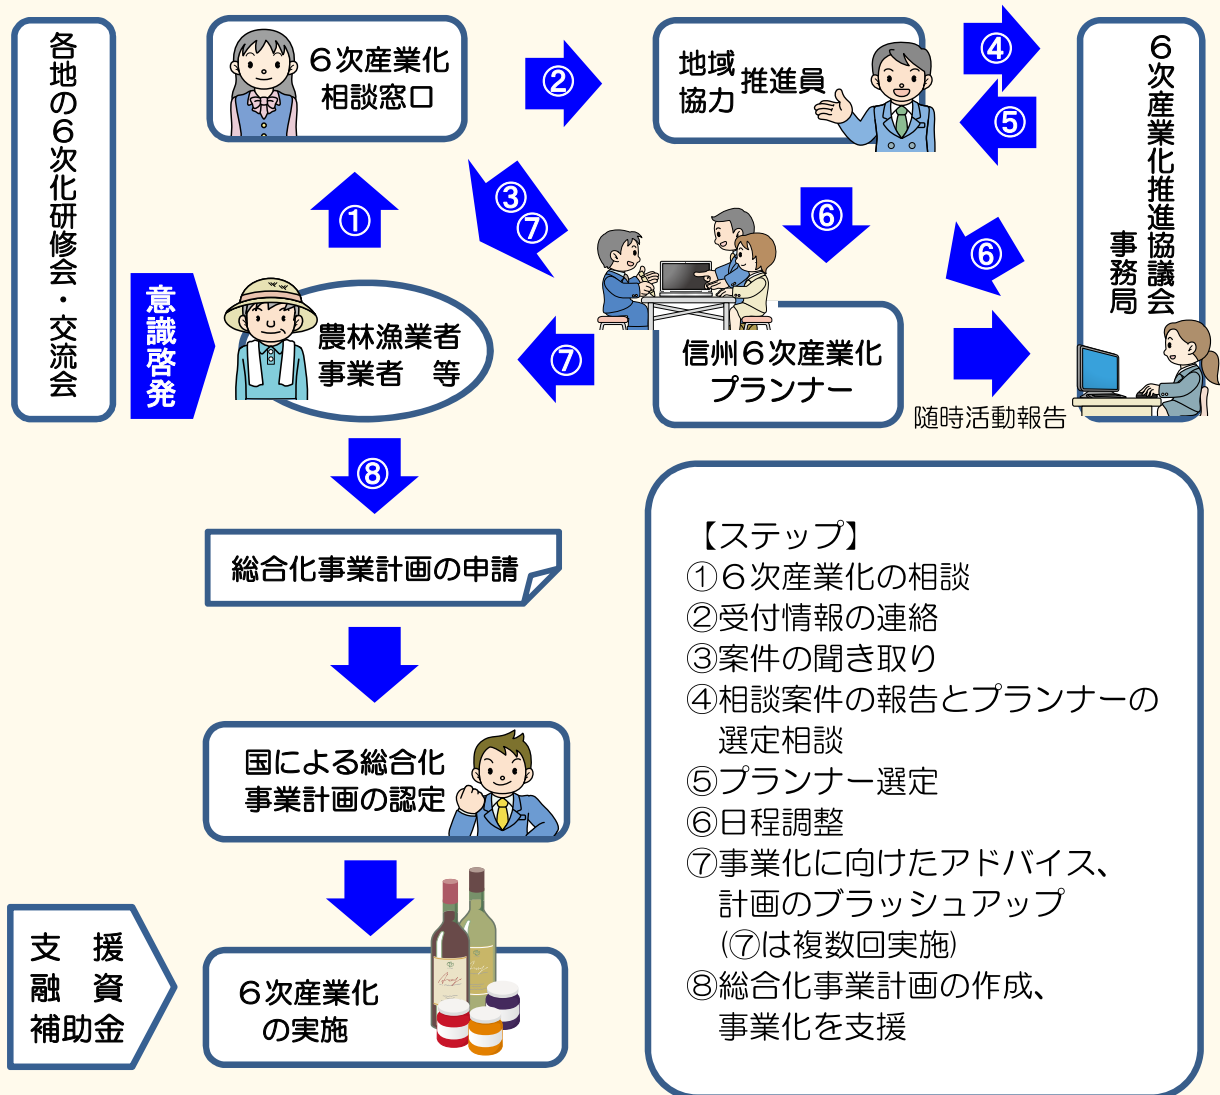 各地の６次化研修会・交流会
６次産業化
相談窓口
②
地域
協力
推進員
④
⑤
６次産業化推進協議会
事務局
①
③
⑦
⑥
⑥
意識啓発
農林漁業者
事業者　等
⑦
信州６次産業化
プランナー
随時活動報告
⑧
総合化事業計画の申請
国による総合化
事業計画の認定
支　援
融　資
補助金
６次産業化
の実施
【ステップ】
①６次産業化の相談
②受付情報の連絡
③案件の聞き取り
④相談案件の報告とプランナーの
選定相談
⑤プランナー選定
⑥日程調整
⑦事業化に向けたアドバイス、
計画のブラッシュアップ
(⑦は複数回実施)
⑧総合化事業計画の作成、
事業化を支援